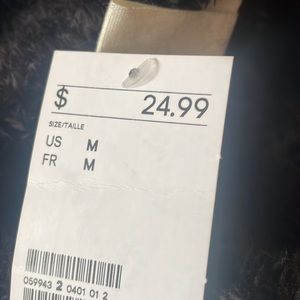 $ 24.99
SIZE/TAILLE
US M
FR M
059943 2 0401 01 2